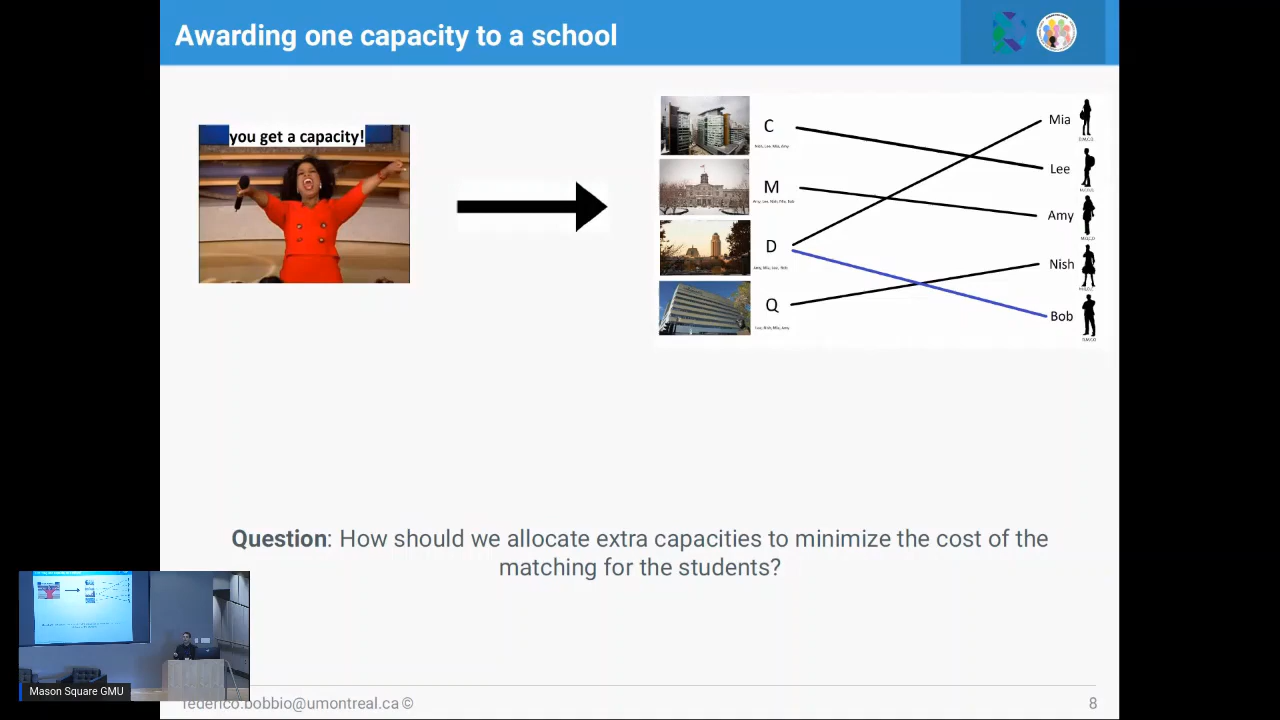 Awarding one capacity to a school
you get a capacity!
C
M
D
Q
Mia
Lee
Amy
Nish
Bob
Question: How should we allocate extra capacities to minimize the cost of the
matching for the students?
Mason Square GMU
federico.bobbio@umontreal.ca ©
8